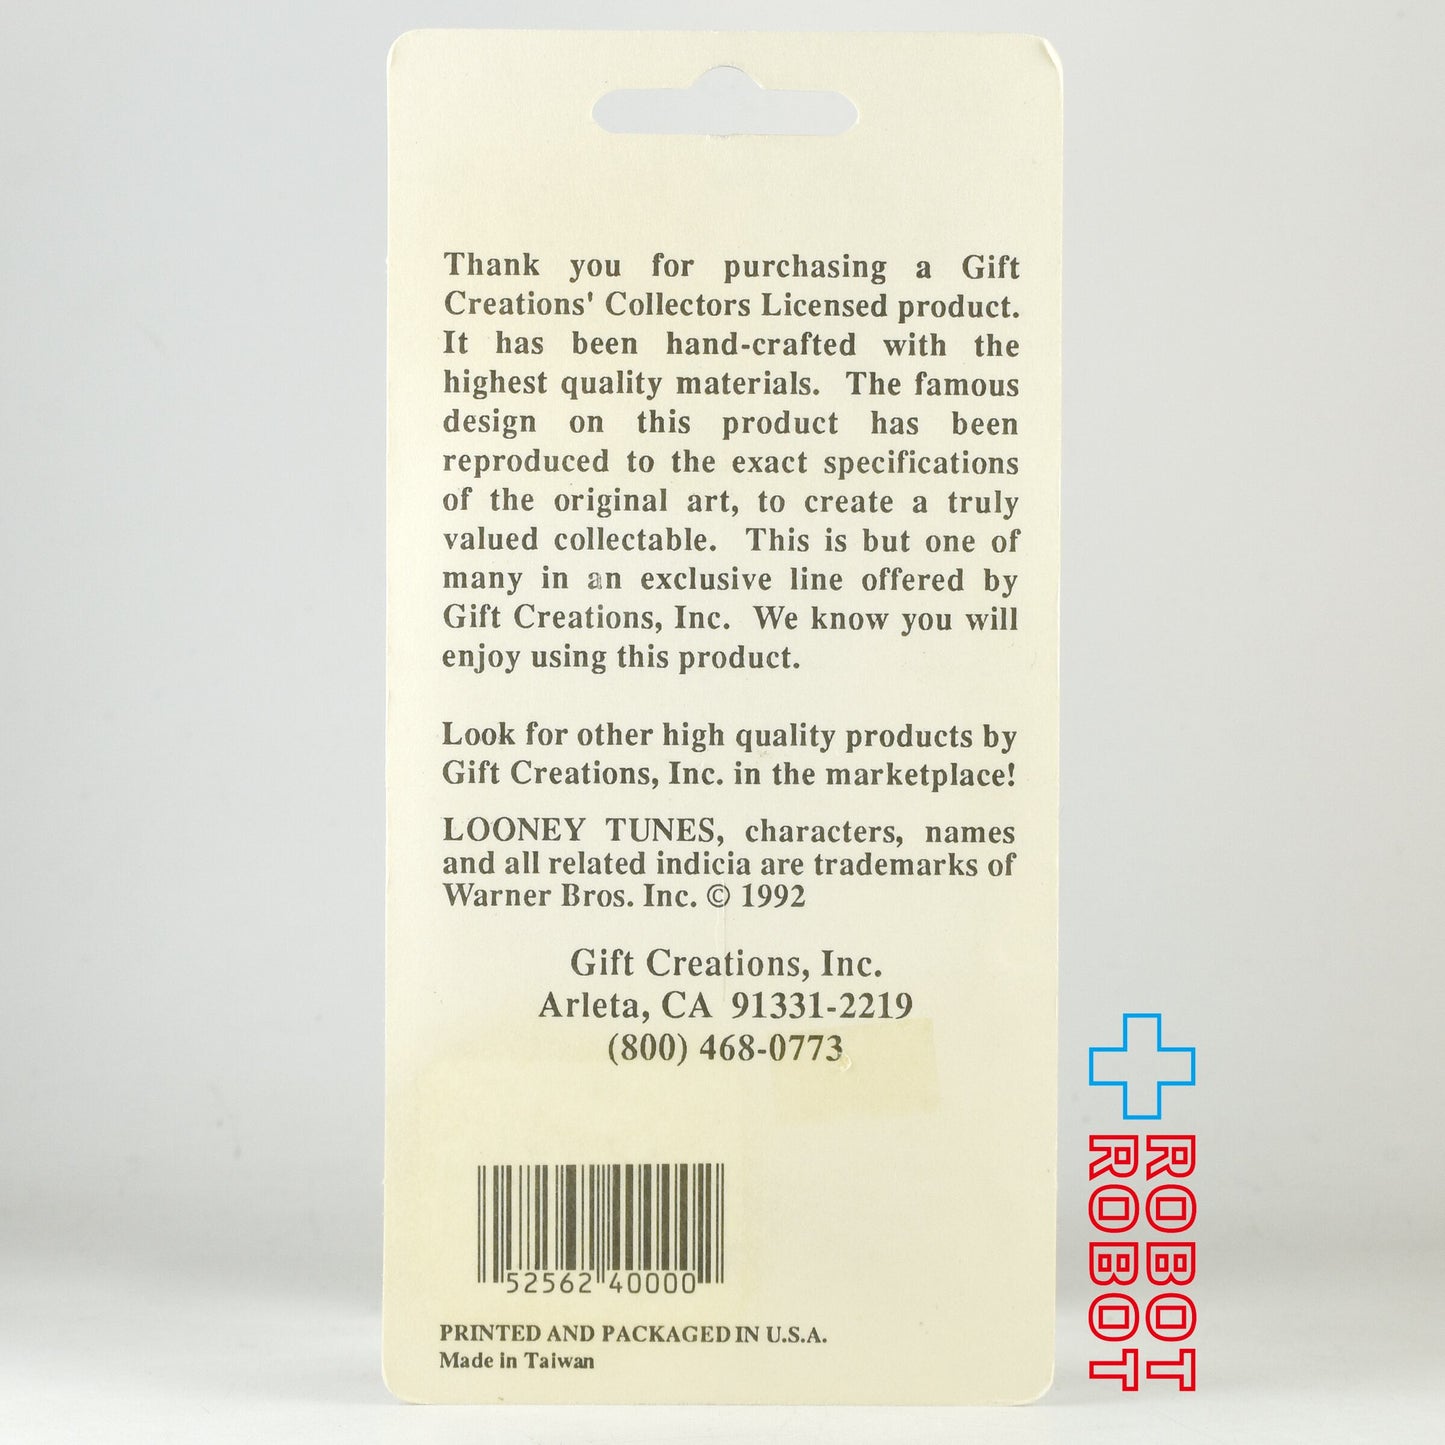 Thank you for purchasing a Gift
Creations' Collectors Licensed product.
It has been hand-crafted with the
highest quality materials. The famous
design on this product has been
reproduced to the exact specifications
of the original art, to create a truly
valued collectable. This is but one of
many in an exclusive line offered by
Gift Creations, Inc. We know you will
enjoy using this product.
Look for other high quality products by
Gift Creations, Inc. in the marketplace!
LOONEY TUNES, characters, names
and all related indicia are trademarks of
Warner Bros. Inc. © 1992
Gift Creations, Inc.
Arleta, CA 91331-2219
(800) 468-0773
52562 40000
PRINTED AND PACKAGED IN U.S.A.
Made in Taiwan
ROBOT
ROBOT